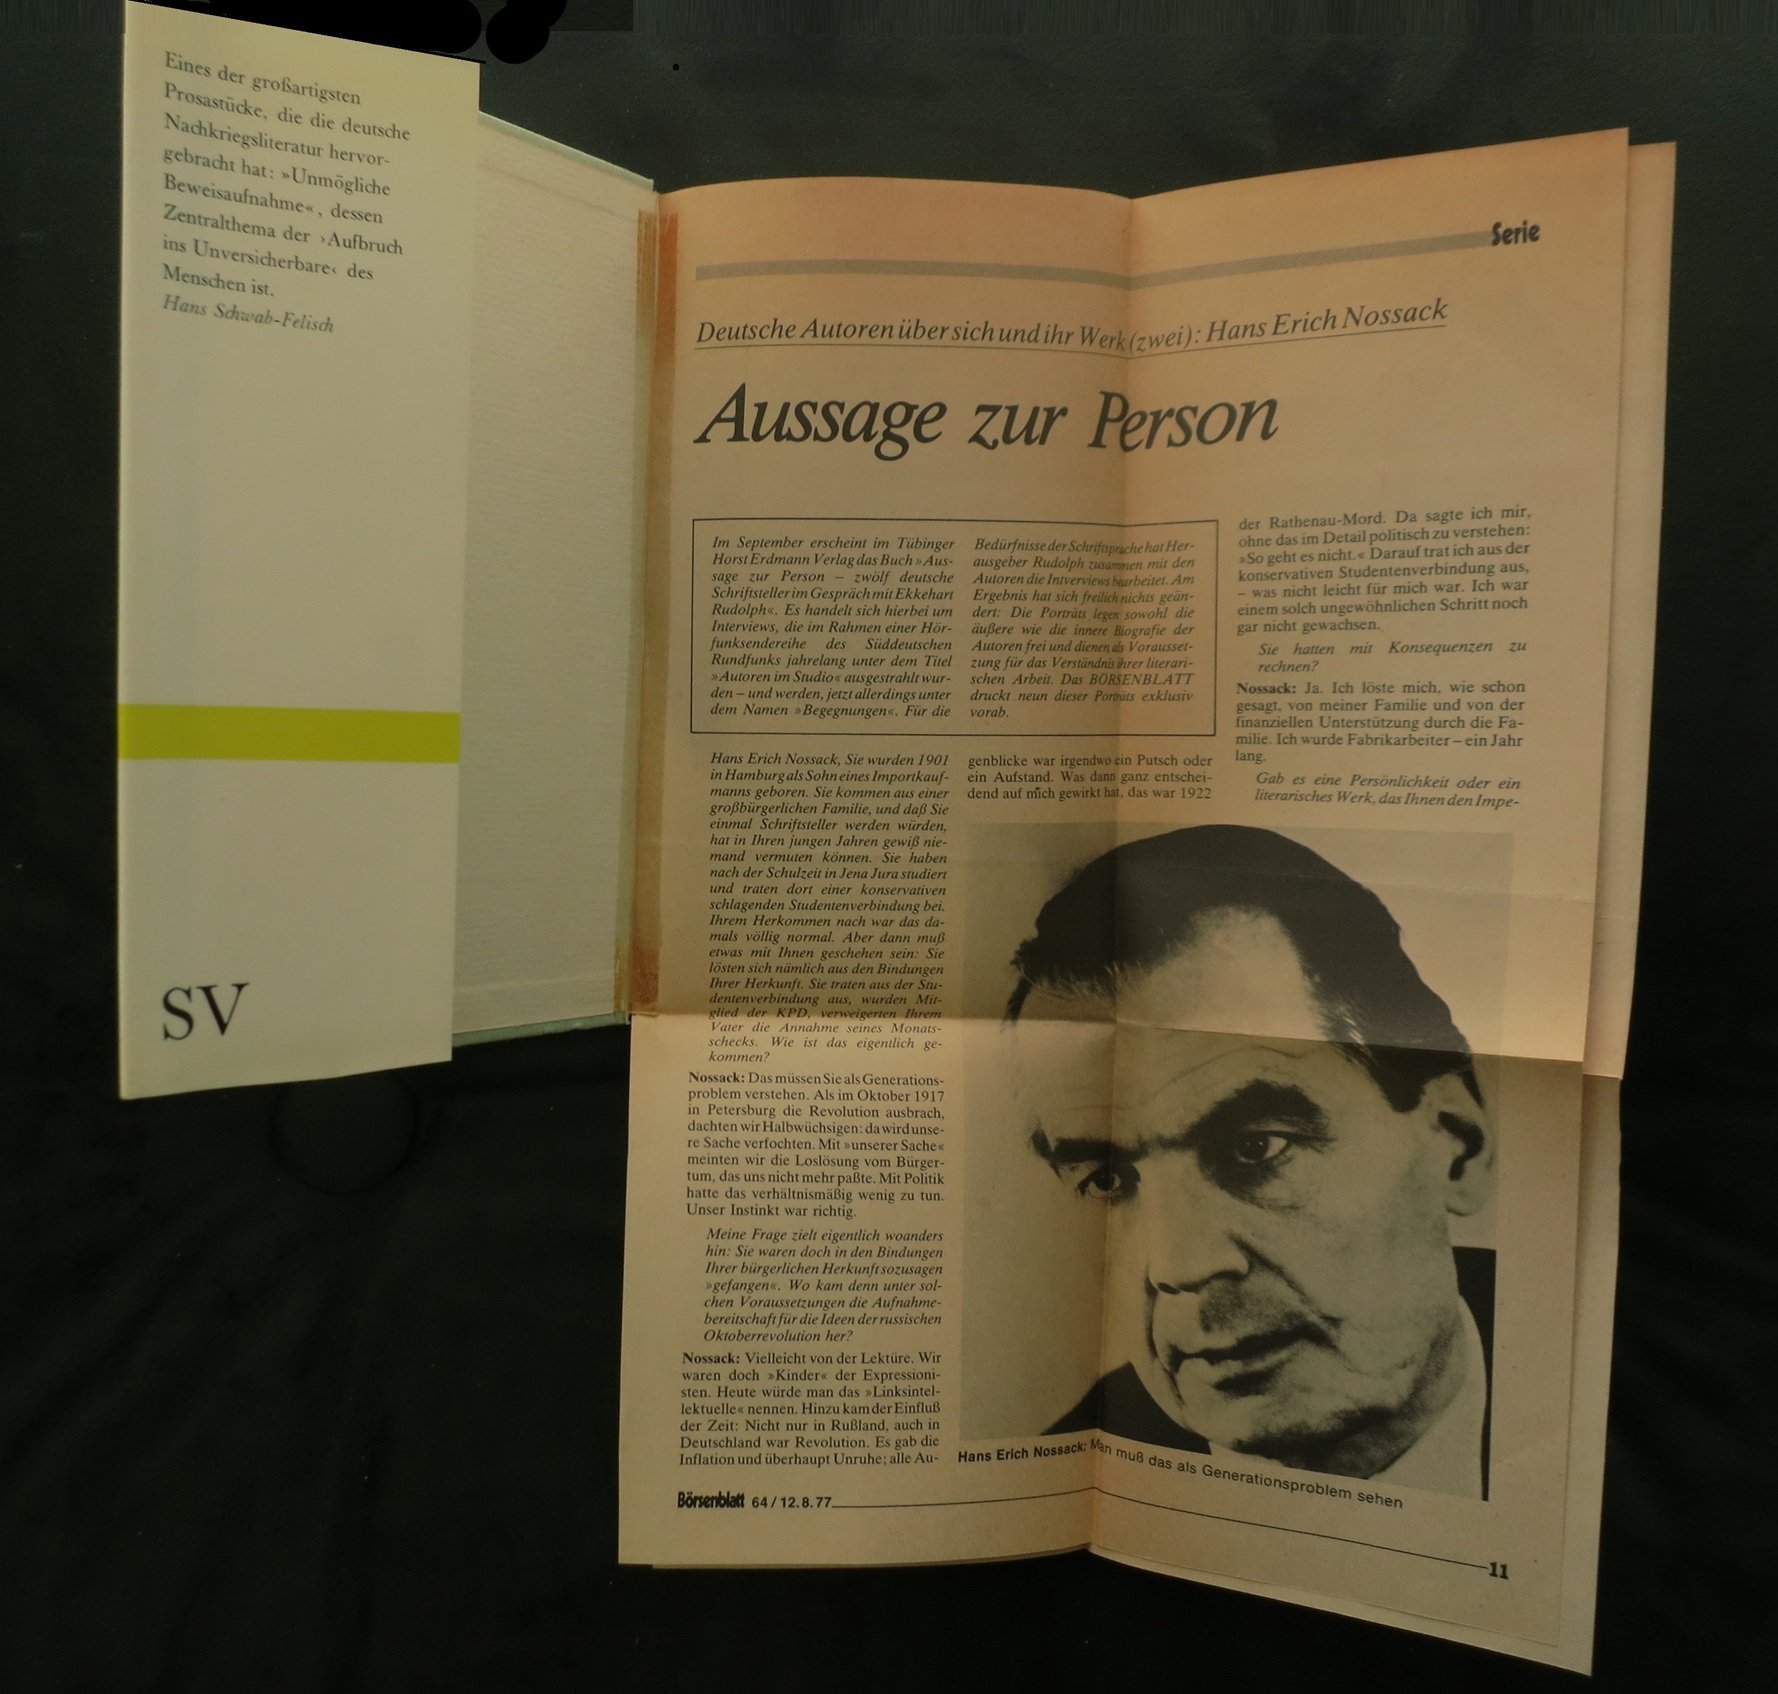 Eines der großartigsten
Prosastücke, die die deutsche
Nachkriegsliteratur hervor-
gebracht hat: »Unmögliche
Beweisaufnahme«, dessen
Zentralthema der ›Aufbruch
ins Unversicherbare‹ des
Menschen ist.
Hans Schwab-Felisch
SV
Serie
Deutsche Autoren über sich und ihr Werk (zwei): Hans Erich Nossack
Aussage zur Person
Im September erscheint im Tübinger
Horst Erdmann Verlag das Buch »Aus-
sage zur Person – zwölf deutsche
Schriftsteller im Gespräch mit Ekkehart
Rudolph«. Es handelt sich hierbei um
Interviews, die im Rahmen einer Hör-
funksendereihe des Süddeutschen
Rundfunks jahrelang unter dem Titel
»Autoren im Studio« ausgestrahlt wur-
den – und werden, jetzt allerdings unter
dem Namen »Begegnungen«. Für die
Bedürfnisse der Schriftsprache hat Her-
ausgeber Rudolph zusammen mit den
Autoren die Intverviews bearbeitet. Am
Ergebnis hat sich freilich nichts geän-
dert: Die Porträts legen sowohl die
äußere wie die innere Biografie der
Autoren frei und dienen als Vorausset-
zung für das Verständnis ihrer literari-
schen Arbeit. Das BÖRSENBLATT
druckt neun dieser Porträts exklusiv
vorab.
Hans Erich Nossack, Sie wurden 1901
in Hamburg als Sohn eines Importkauf-
manns geboren. Sie kommen aus einer
großbürgerlichen Familie, und daß Sie
einmal Schriftsteller werden würden,
hat in Ihren jungen Jahren gewiß nie-
mand vermuten können. Sie haben
nach der Schulzeit in Jena Jura studiert
und traten dort einer konservativen
schlagenden Studentenverbindung bei.
Ihrem Herkommen nach war das da-
mals völlig normal. Aber dann muß
etwas mit Ihnen geschehen sein: Sie
lösten sich nämlich aus den Bindungen
Ihrer Herkunft. Sie traten aus der Stu-
dentenverbindung aus, wurden Mit-
glied der KPD, verweigerten Ihrem
Vater die Annahme seines Monats-
schecks. Wie ist das eigentlich ge-
kommen?
Nossack: Das müssen Sie als Generations-
problem verstehen. Als im Oktober 1917
in Petersburg die Revolution ausbrach,
dachten wir Halbwüchsigen: da wird unse-
re Sache verfochten. Mit »unserer Sache«
meinten wir die Loslösung vom Bürger-
tum, das uns nicht mehr paßte. Mit Politik
hatte das verhältnismäßig wenig zu tun.
Unser Instinkt war richtig.
Meine Frage zielt eigentlich woanders
hin: Sie waren doch in den Bindungen
Ihrer bürgerlichen Herkunft sozusagen
»gefangen«. Wo kam denn unter sol-
chen Voraussetzungen die Aufnahme-
bereitschaft für die Ideen der russischen
Oktoberrevolution her?
Nossack: Vielleicht von der Lektüre. Wir
waren doch »Kinder« der Expressioni-
sten. Heute würde man das »Linksintel-
lektuelle« nennen. Hinzu kam der Einfluß
der Zeit: Nicht nur in Rußland, auch in
Deutschland war Revolution. Es gab die
Inflation und überhaupt Unruhe; alle Au-
genblicke war irgendwo ein Putsch oder
ein Aufstand. Was dann ganz entschei-
dend auf mich gewirkt hat, das war 1922
der Rathenau-Mord. Da sagte ich mir,
ohne das im Detail politisch zu verstehen:
»So geht es nicht.« Darauf trat ich aus der
konservativen Studentenverbindung aus,
– was nicht leicht für mich war. Ich war
einem solch ungewöhnlichen Schritt noch
gar nicht gewachsen.
Sie hatten mit Konsequenzen zu
rechnen?
Nossack: Ja. Ich löste mich, wie schon
gesagt, von meiner Familie und von der
finanziellen Unterstützung durch die Fa-
milie. Ich wurde Fabrikarbeiter – ein Jahr
lang.
Gab es eine Persönlichkeit oder ein
literarisches Werk, das Ihnen den Impe-
Hans Erich Nossack: Man muß das als Generationsproblem sehen
Börsenblatt 64 / 12.8.77
11